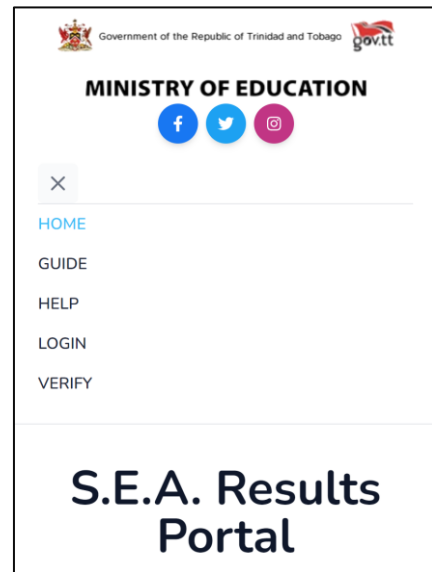 Government of the Republic of Trinidad and Tobago
gov.tt
MINISTRY OF EDUCATION
HOME
GUIDE
HELP
LOGIN
VERIFY
S.E.A. Results
Portal